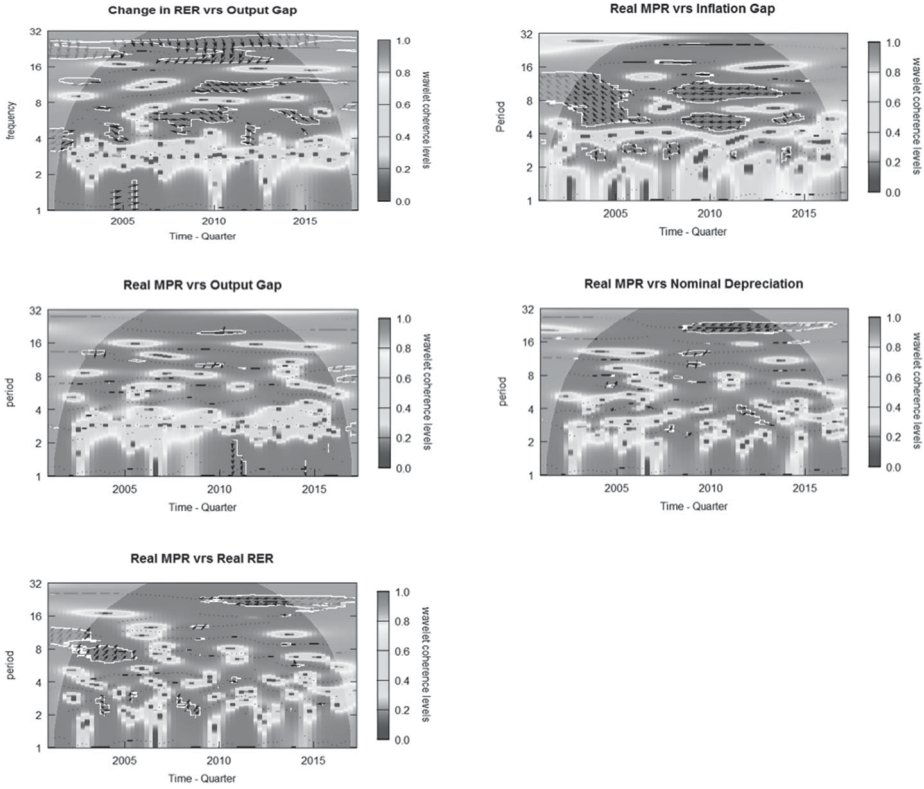 Change in RER vrs Output Gap
32
16
8
4
2
1
frequency
2005 2010 2015
Time - Quarter
1.0
0.8
0.6
0.4
0.2
0.0
wavelet coherence levels
Real MPR vrs Inflation Gap
32
16
8
4
2
1
Period
2005 2010 2015
Time - Quarter
1.0
0.8
0.6
0.4
0.2
0.0
wavelet coherence levels
Real MPR vrs Output Gap
32
16
8
4
2
1
period
2005 2010 2015
Time - Quarter
1.0
0.8
0.6
0.4
0.2
0.0
wavelet coherence levels
Real MPR vrs Nominal Depreciation
32
16
8
4
2
1
period
2005 2010 2015
Time - Quarter
1.0
0.8
0.6
0.4
0.2
0.0
wavelet coherence levels
Real MPR vrs Real RER
32
16
8
4
2
1
period
2005 2010 2015
Time - Quarter
1.0
0.8
0.6
0.4
0.2
0.0
wavelet coherence levels